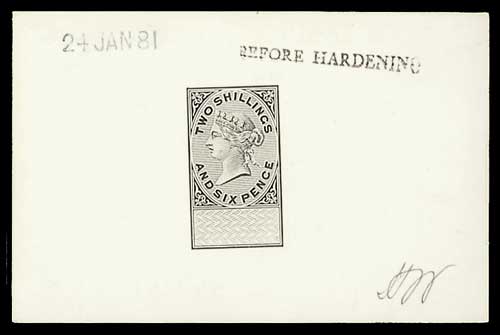 24 JAN 81
BEFORE HARDENING
TWO SHILLINGS
AND SIX PENCE